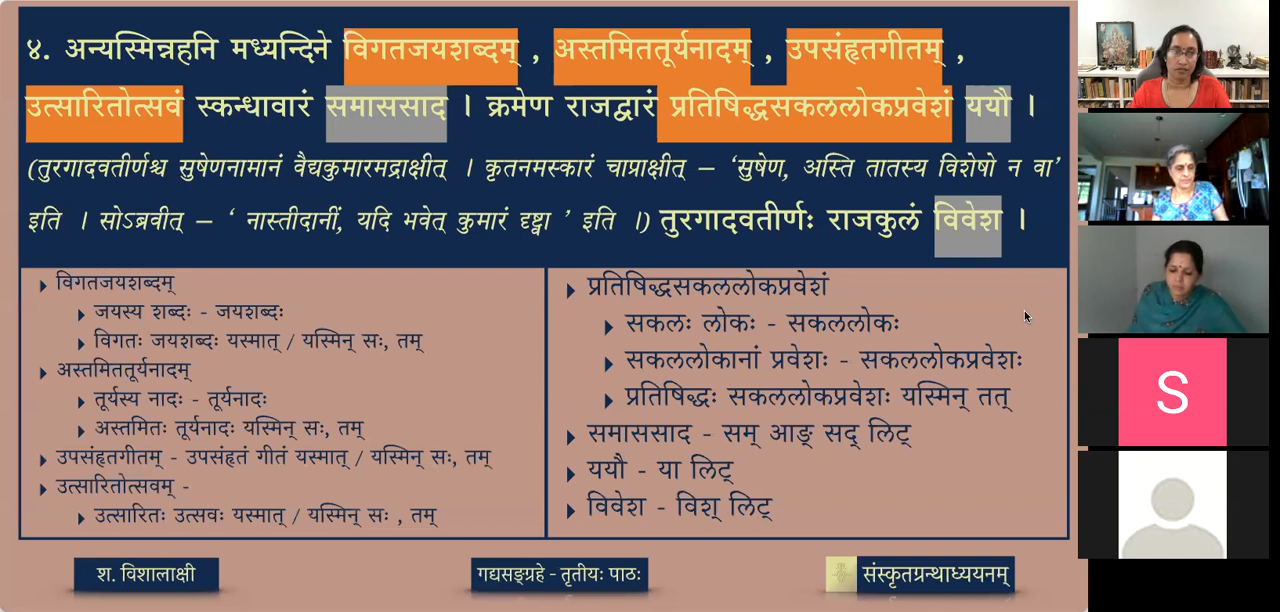 ४. अन्यस्मिन्नहनि मध्यन्दिने विगतजयशब्दम् , अस्तमिततूर्यनादम् , उपसंहृतगीतम् ,
उत्सारितोत्सवं स्कन्धावारं समाससाद । क्रमेण राजद्वारं प्रतिषिद्धसकललोकप्रवेशं ययौ ।
(तुरगादवतीर्णश्च सुषेणनामानं वैद्यकुमारमद्राक्षीत् । कृतनमस्कारं चाप्राक्षीत् – ‘सुषेण, अस्ति तातस्य विशेषो न वा’
इति । सोऽब्रवीत् – ‘ नास्तीदानीं, यदि भवेत् कुमारं दृष्ट्वा ’ इति ।) तुरगादवतीर्णः राजकुलं विवेश ।
विगतजयशब्दम्
जयस्य शब्दः - जयशब्दः
विगतः जयशब्दः यस्मात् / यस्मिन् सः, तम्
अस्तमिततूर्यनादम्
तूर्यस्य नादः - तूर्यनादः
अस्तमितः तूर्यनादः यस्मिन् सः, तम्
उपसंहृतगीतम् - उपसंहृतं गीतं यस्मात् / यस्मिन् सः, तम्
उत्सारितोत्सवम् -
उत्सारितः उत्सवः यस्मात् / यस्मिन् सः , तम्
प्रतिषिद्धसकललोकप्रवेशं
सकलः लोकः - सकललोकः
सकललोकानां प्रवेशः - सकललोकप्रवेशः
प्रतिषिद्धः सकललोकप्रवेशः यस्मिन् तत्
समाससाद - सम् आङ् सद् लिट्
ययौ - या लिट्
विवेश - विश् लिट्
श. विशालाक्षी
गद्यसङ्ग्रहे - तृतीयः पाठः
संस्कृतग्रन्थाध्ययनम्
S